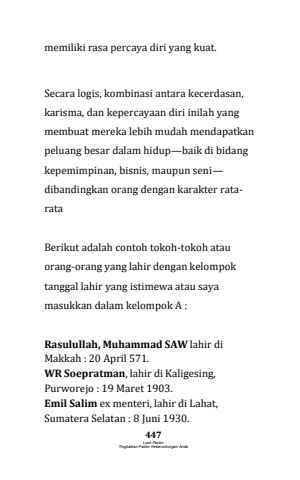 memiliki rasa percaya diri yang kuat.
Secara logis, kombinasi antara kecerdasan,
karisma, dan kepercayaan diri inilah yang
membuat mereka lebih mudah mendapatkan
peluang besar dalam hidup—baik di bidang
kepemimpinan, bisnis, maupun seni—
dibandingkan orang dengan karakter rata-
rata
Berikut adalah contoh tokoh-tokoh atau
orang-orang yang lahir dengan kelompok
tanggal lahir yang istimewa atau saya
masukkan dalam kelompok A :
Rasulullah, Muhammad SAW lahir di
Makkah : 20 April 571.
WR Soepratman, lahir di Kaligesing,
Purworejo : 19 Maret 1903.
Emil Salim ex menteri, lahir di Lahat,
Sumatera Selatan : 8 Juni 1930.
447
Luck Factor
Tingkatkan Faktor Keberuntungan Anda